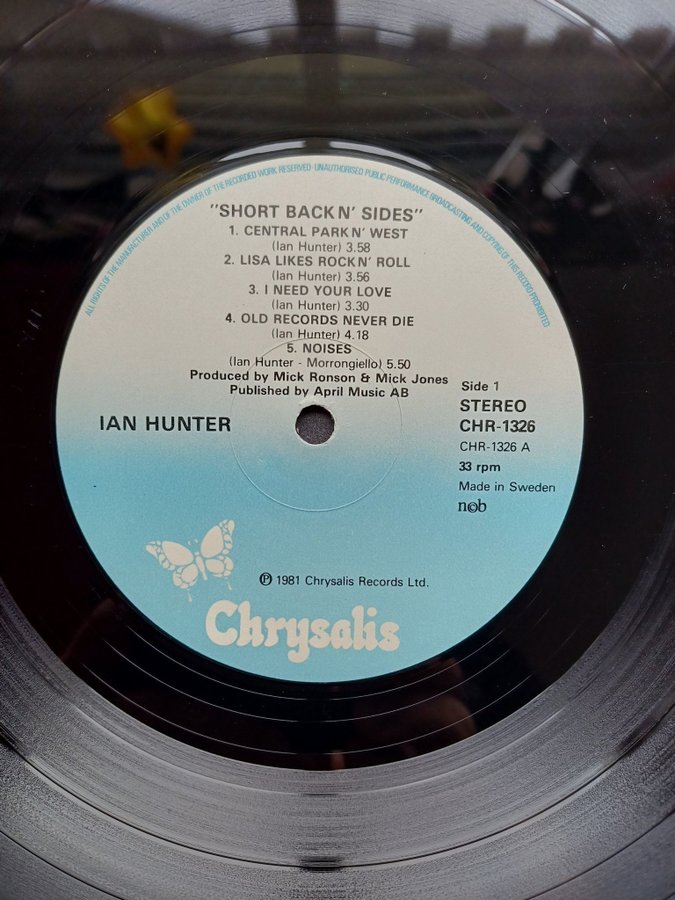 ALL RIGHTS OF THE MANUFACTURER AND OF THE OWNER OF THE RECORDED WORK RESERVED · UNAUTHORISED PUBLIC PERFORMANCE BROADCASTING AND COPYING OF THIS RECORD PROHIBITED
"SHORT BACK N' SIDES"
1. CENTRAL PARK N' WEST
(Ian Hunter) 3.58
2. LISA LIKES ROCK N' ROLL
(Ian Hunter) 3.56
3. I NEED YOUR LOVE
(Ian Hunter) 3.30
4. OLD RECORDS NEVER DIE
(Ian Hunter) 4.18
5. NOISES
(Ian Hunter - Morrongiello) 5.50
Produced by Mick Ronson & Mick Jones
Published by April Music AB
IAN HUNTER
Side 1
STEREO
CHR-1326
CHR-1326 A
33 rpm
Made in Sweden
n©b
℗ 1981 Chrysalis Records Ltd.
Chrysalis